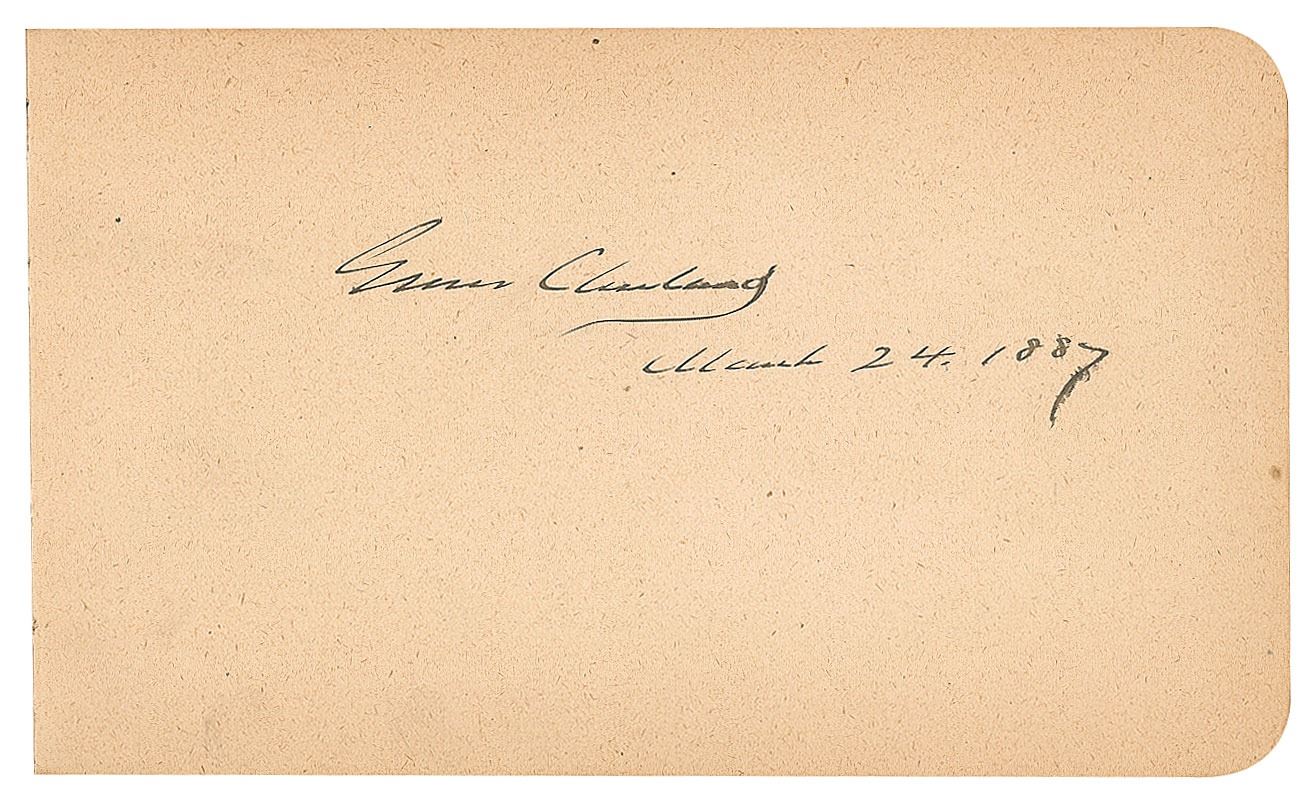 Grover Cleveland
March 24. 1887